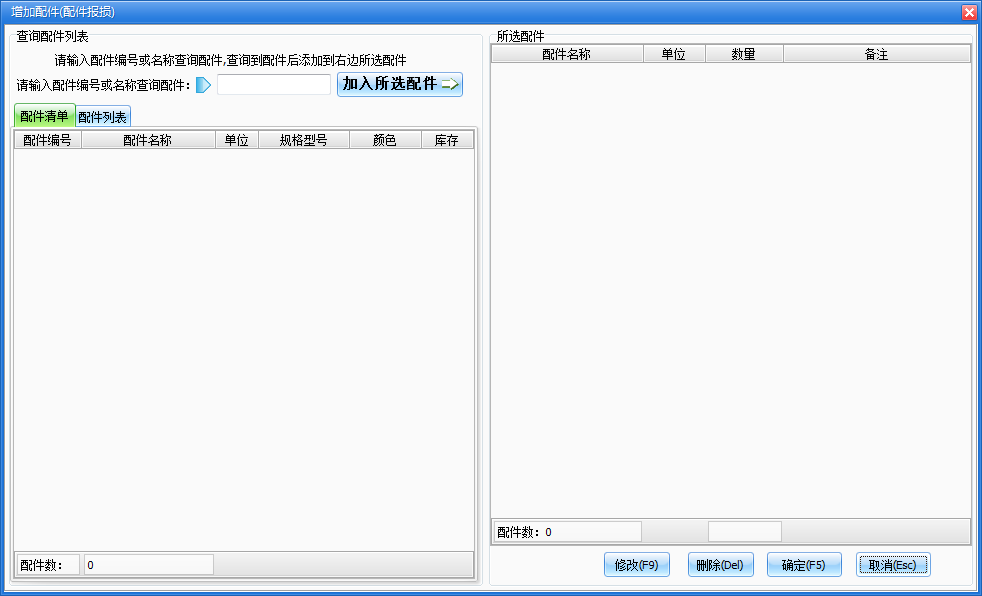 增加配件(配件报损)
查询配件列表
请输入配件编号或名称查询配件,查询到配件后添加到右边所选配件
请输入配件编号或名称查询配件：
加入所选配件
配件清单 配件列表
配件编号 配件名称 单位 规格型号 颜色 库存
配件数： 0
所选配件
配件名称 单位 数量 备注
配件数：0
修改(F9) 删除(Del) 确定(F5) 取消(Esc)